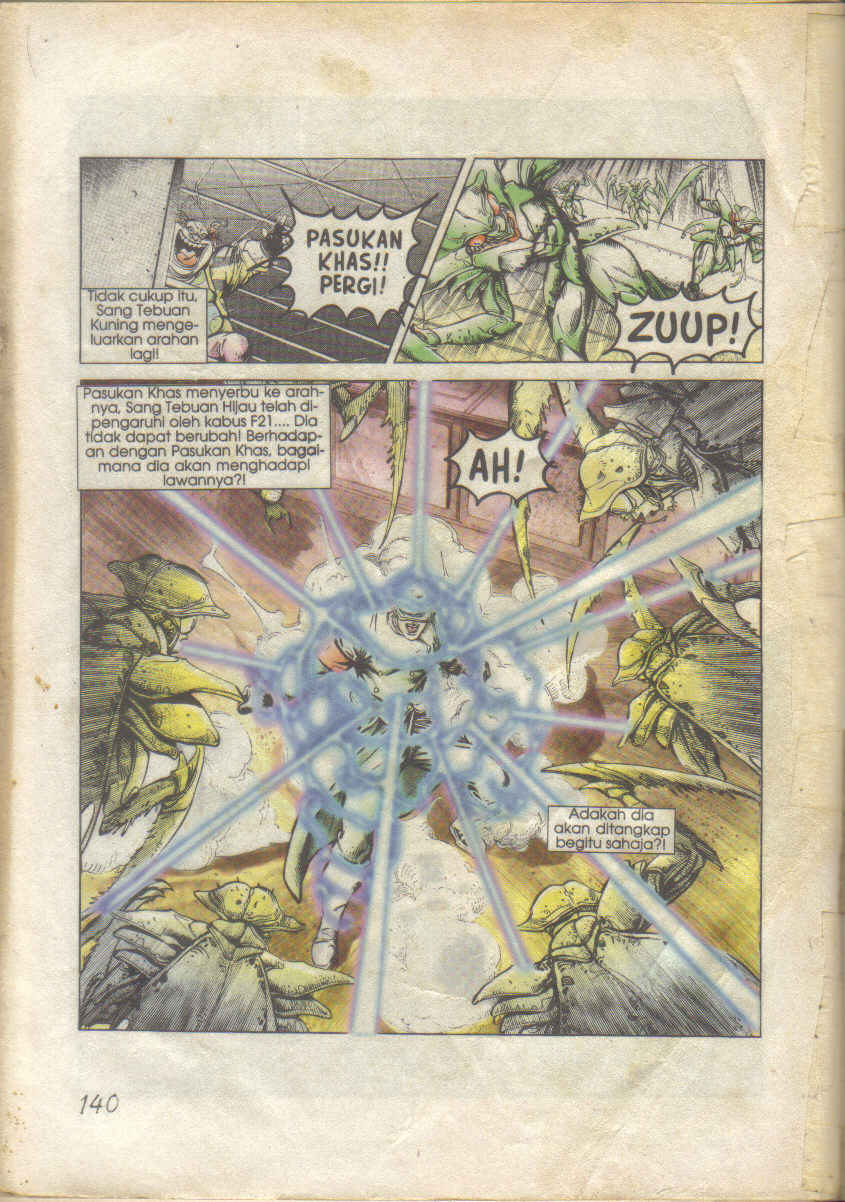 PASUKAN
KHAS!!
PERGI!
Tidak cukup itu,
Sang Tebuan
Kuning menge-
luarkan arahan
lagi!
ZUUP!
Pasukan Khas menyerbu ke arah-
nya, Sang Tebuan Hijau telah di-
pengaruhi oleh kabus F21.... Dia
tidak dapat berubah! Berhadap-
an dengan Pasukan Khas, bagai-
mana dia akan menghadapi
lawannya?!
AH!
Adakah dia
akan ditangkap
begitu sahaja?!
140